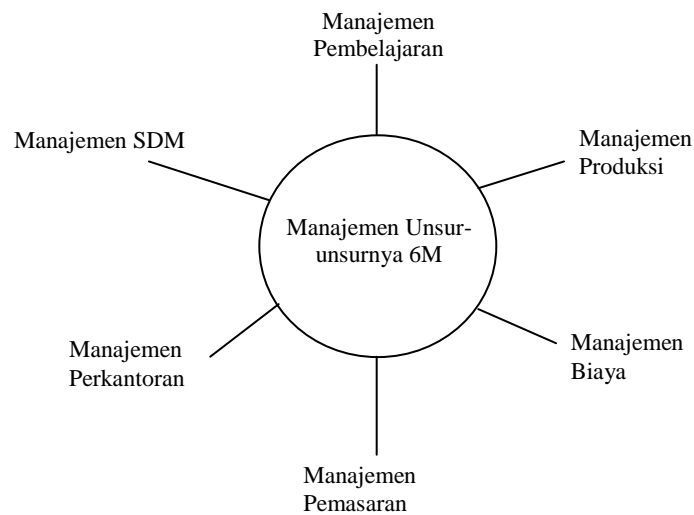 Manajemen
Pembelajaran
Manajemen SDM
Manajemen
Produksi
Manajemen Unsur-
unsurnya 6M
Manajemen
Perkantoran
Manajemen
Biaya
Manajemen
Pemasaran